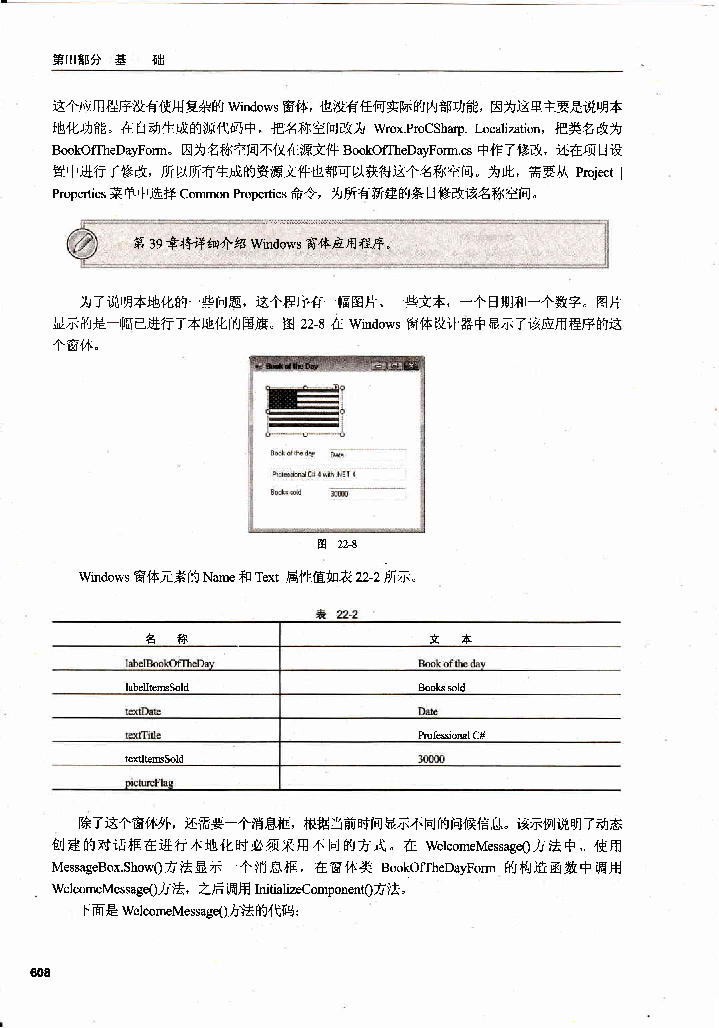 第III部分 基 础
这个应用程序没有使用复杂的 Windows 窗体，也没有任何实际的内部功能，因为这里主要是说明本
地化功能。在自动生成的源代码中，把名称空间改为 Wrox.ProCSharp. Localization，把类名改为
BookOfTheDayForm。因为名称空间不仅在源文件 BookOfTheDayForm.cs 中作了修改，还在项目设
置中进行了修改，所以所有生成的资源文件也都可以获得这个名称空间。为此，需要从 Project |
Properties 菜单中选择 Common Properties 命令，为所有新建的条目修改该名称空间。
第 39 章将详细介绍 Windows 窗体应用程序。
为了说明本地化的一些问题，这个程序有一幅图片、一些文本、一个日期和一个数字。图片
显示的是一幅已进行了本地化的国旗。图 22-8 在 Windows 窗体设计器中显示了该应用程序的这
个窗体。
Book of the Day
Book of the day Date
Professional C# 4 with .NET 4
Books sold 30000
图 22-8
Windows 窗体元素的 Name 和 Text 属性值如表 22-2 所示。
表 22-2
名 称 文 本
labelBookOfTheDay Book of the day
labelItemsSold Books sold
textDate Date
textTitle Professional C#
textItemsSold 30000
pictureFlag
除了这个窗体外，还需要一个消息框，根据当前时间显示不同的问候信息。该示例说明了动态
创建的对话框在进行本地化时必须采用不同的方式。在 WelcomeMessage()方法中，使用
MessageBox.Show()方法显示一个消息框，在窗体类 BookOfTheDayForm 的构造函数中调用
WelcomeMessage()方法，之后调用 InitializeComponent()方法。
下面是 WelcomeMessage()方法的代码：
608